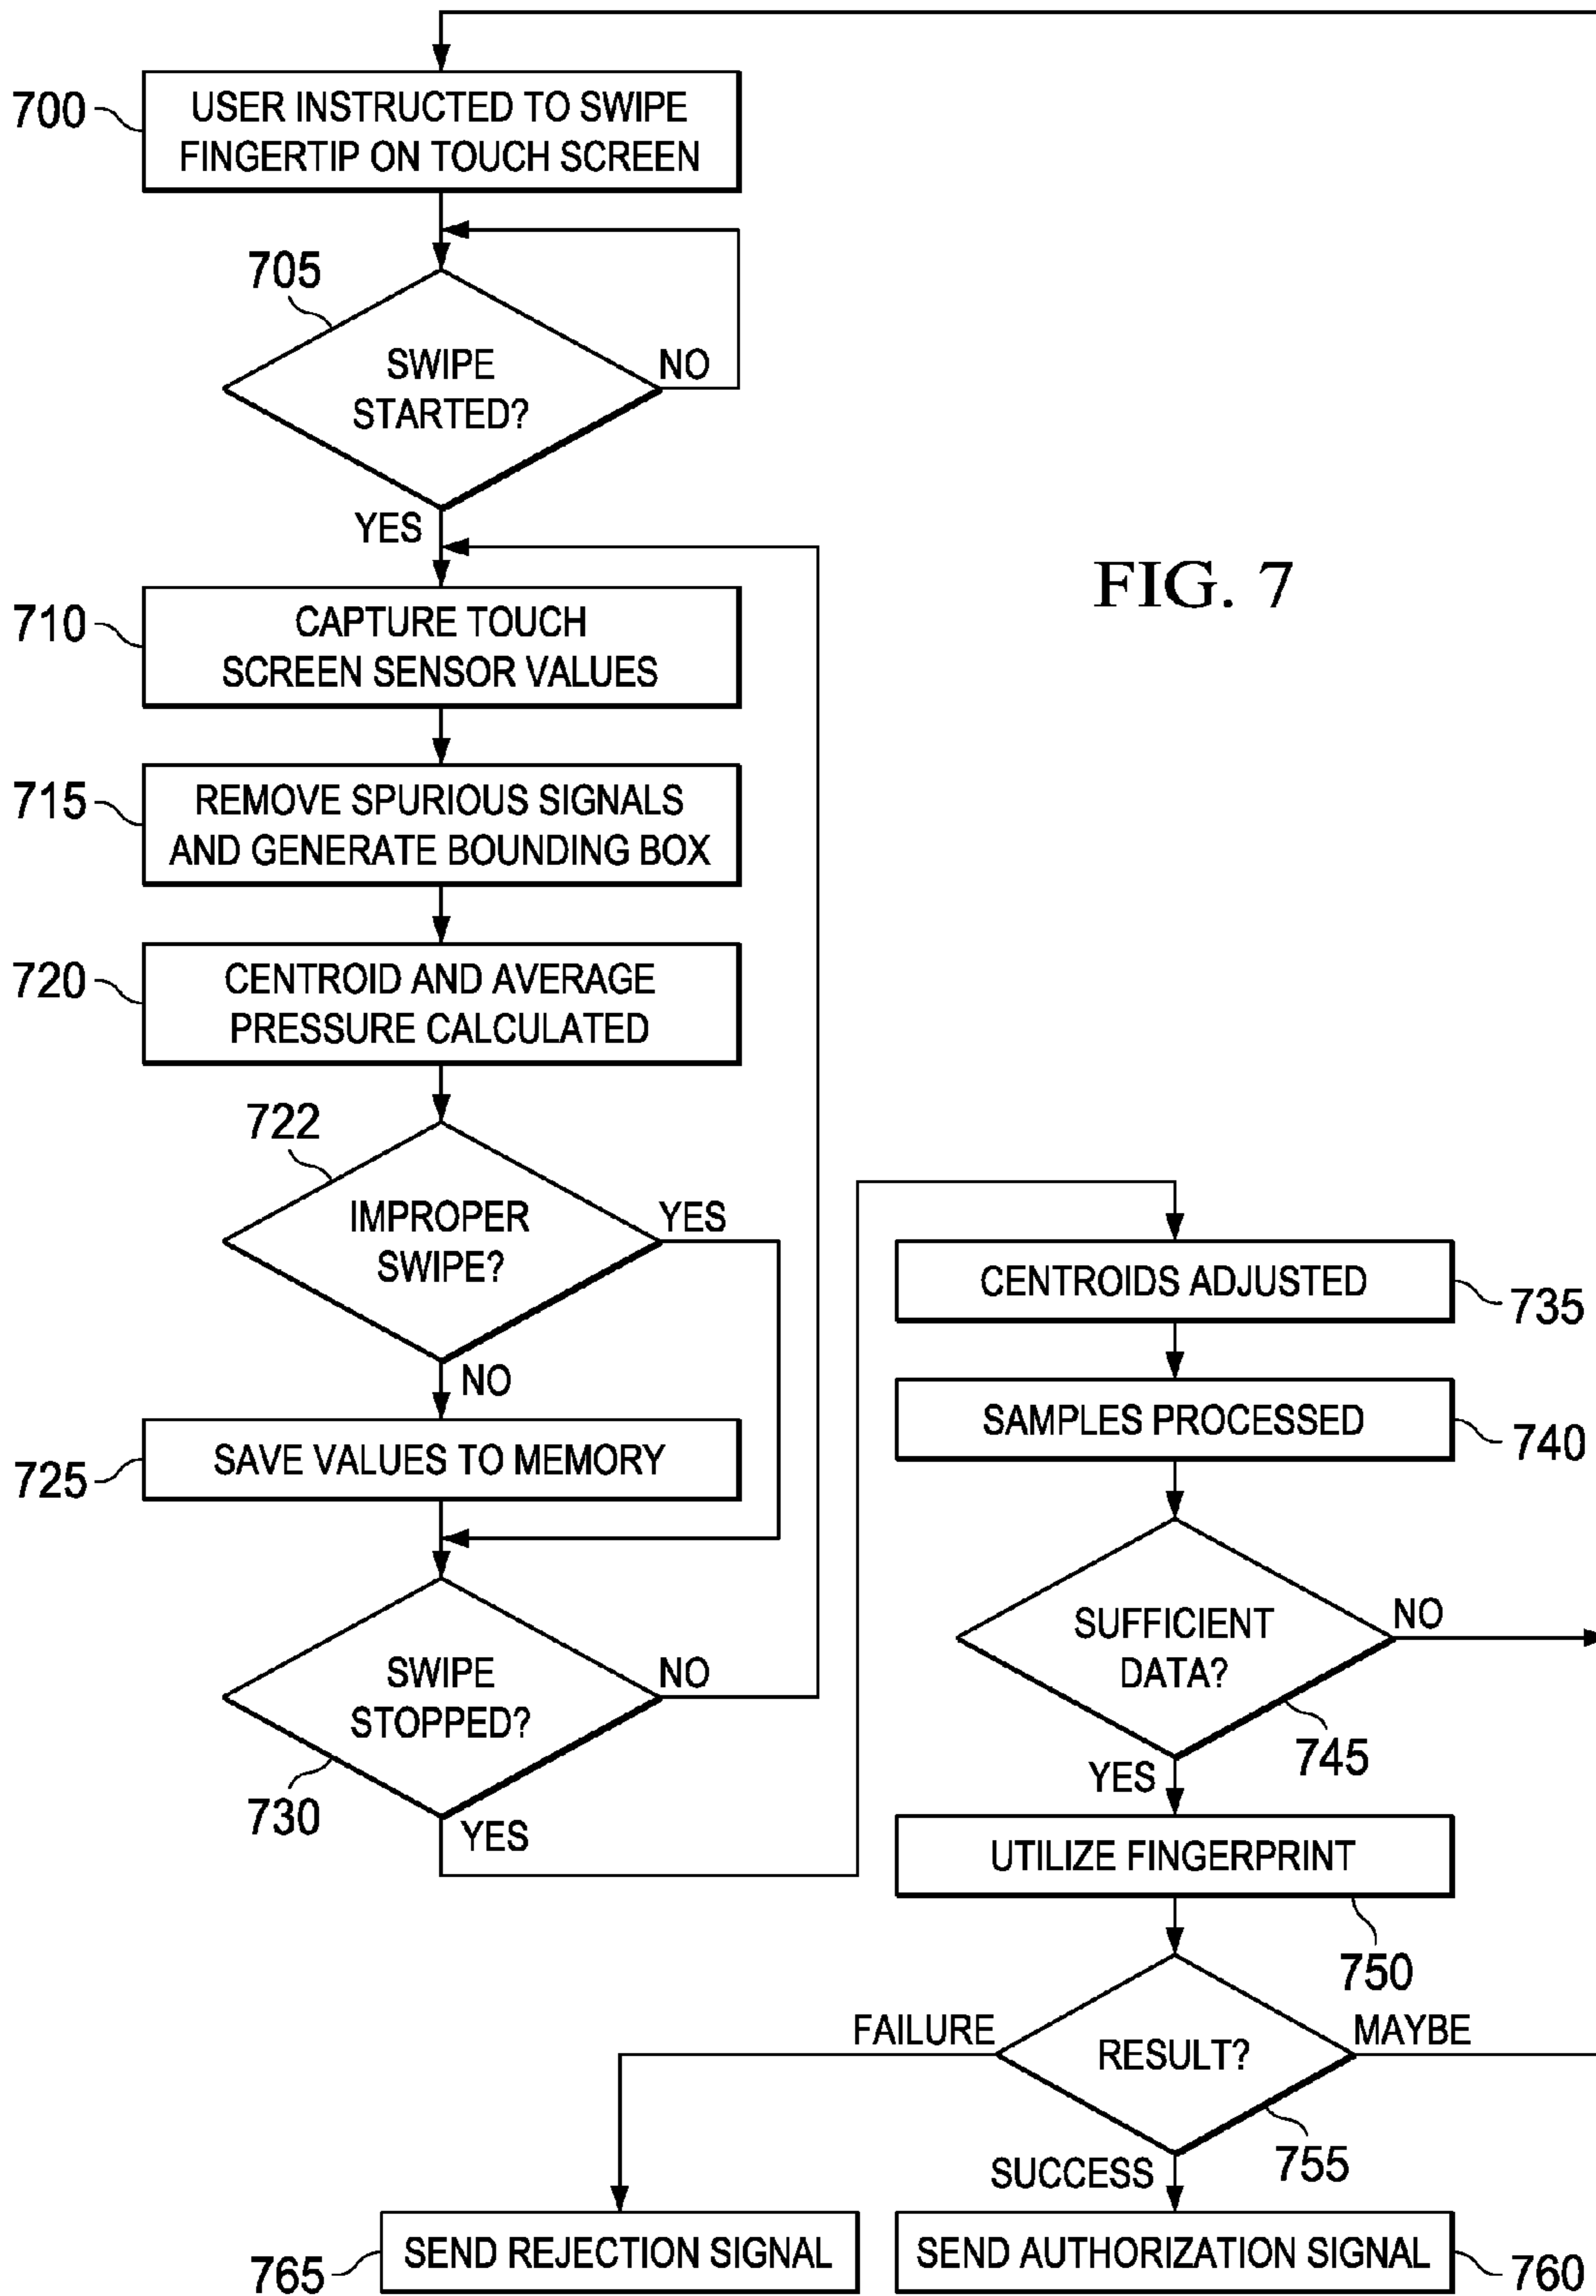 700
USER INSTRUCTED TO SWIPE
FINGERTIP ON TOUCH SCREEN
705
SWIPE
STARTED?
NO
YES
FIG. 7
710
CAPTURE TOUCH
SCREEN SENSOR VALUES
715
REMOVE SPURIOUS SIGNALS
AND GENERATE BOUNDING BOX
720
CENTROID AND AVERAGE
PRESSURE CALCULATED
722
IMPROPER
SWIPE?
YES
NO
725
SAVE VALUES TO MEMORY
SWIPE
STOPPED?
NO
730
YES
CENTROIDS ADJUSTED
735
SAMPLES PROCESSED
740
SUFFICIENT
DATA?
NO
745
YES
UTILIZE FINGERPRINT
750
RESULT?
FAILURE
MAYBE
755
SUCCESS
765
SEND REJECTION SIGNAL
SEND AUTHORIZATION SIGNAL
760